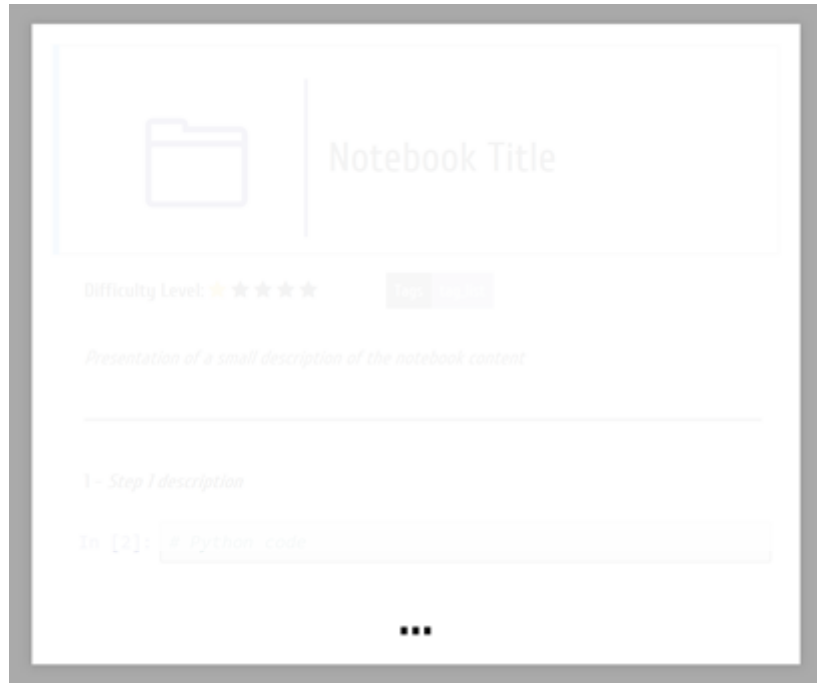 Notebook Title
Difficulty Level:
Presentation of a small description of the notebook content
1 - Step 1 description
In [2]: # Python code
...